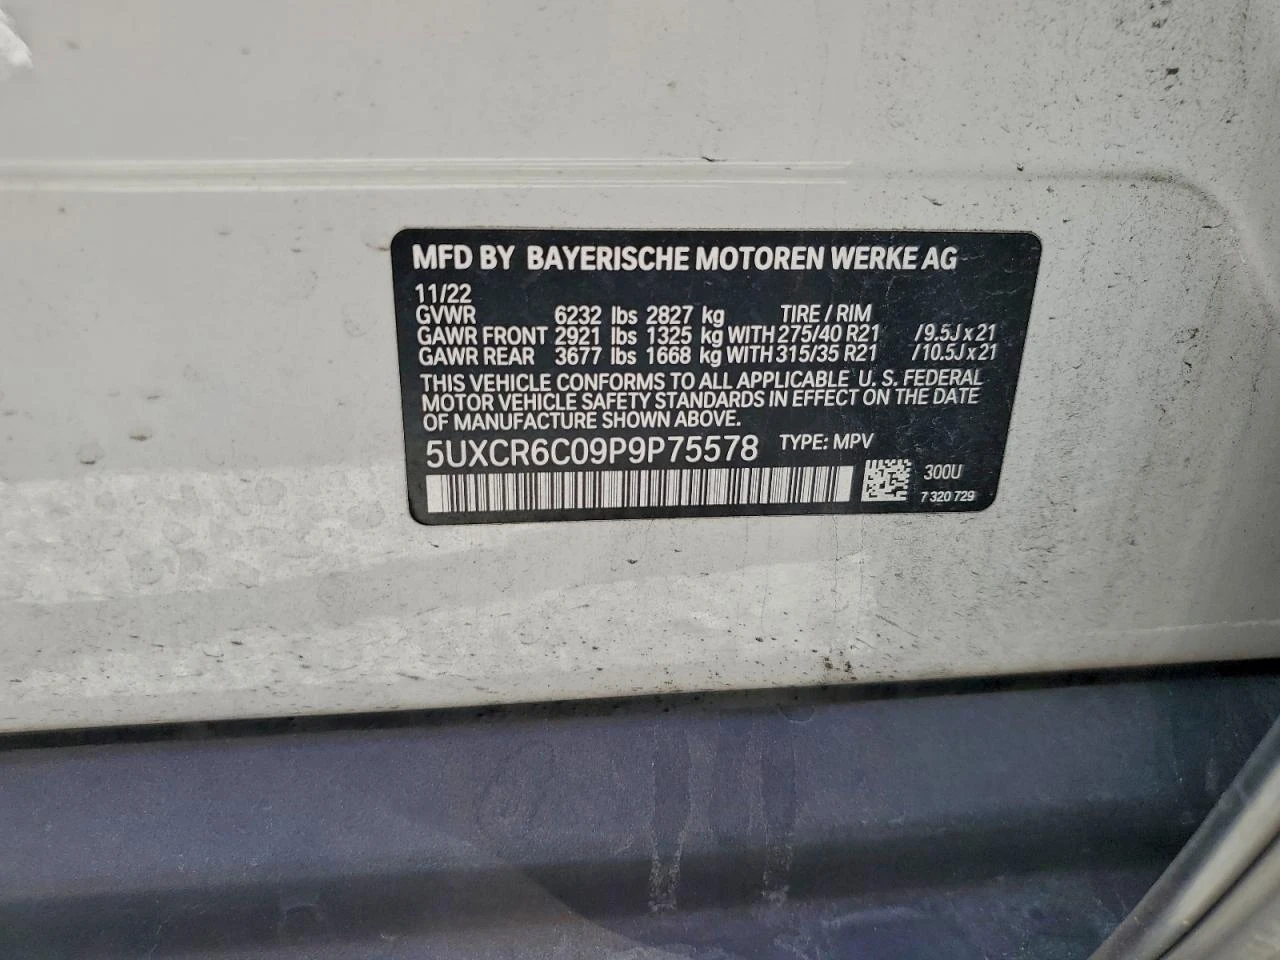 MFD BY BAYERISCHE MOTOREN WERKE AG
11/22
GVWR 6232 lbs 2827 kg TIRE / RIM
GAWR FRONT 2921 lbs 1325 kg WITH 275/40 R21 /9.5J x 21
GAWR REAR 3677 lbs 1668 kg WITH 315/35 R21 /10.5J x 21
THIS VEHICLE CONFORMS TO ALL APPLICABLE U. S. FEDERAL
MOTOR VEHICLE SAFETY STANDARDS IN EFFECT ON THE DATE
OF MANUFACTURE SHOWN ABOVE.
5UXCR6C09P9P75578 TYPE: MPV
300U
7 320 729